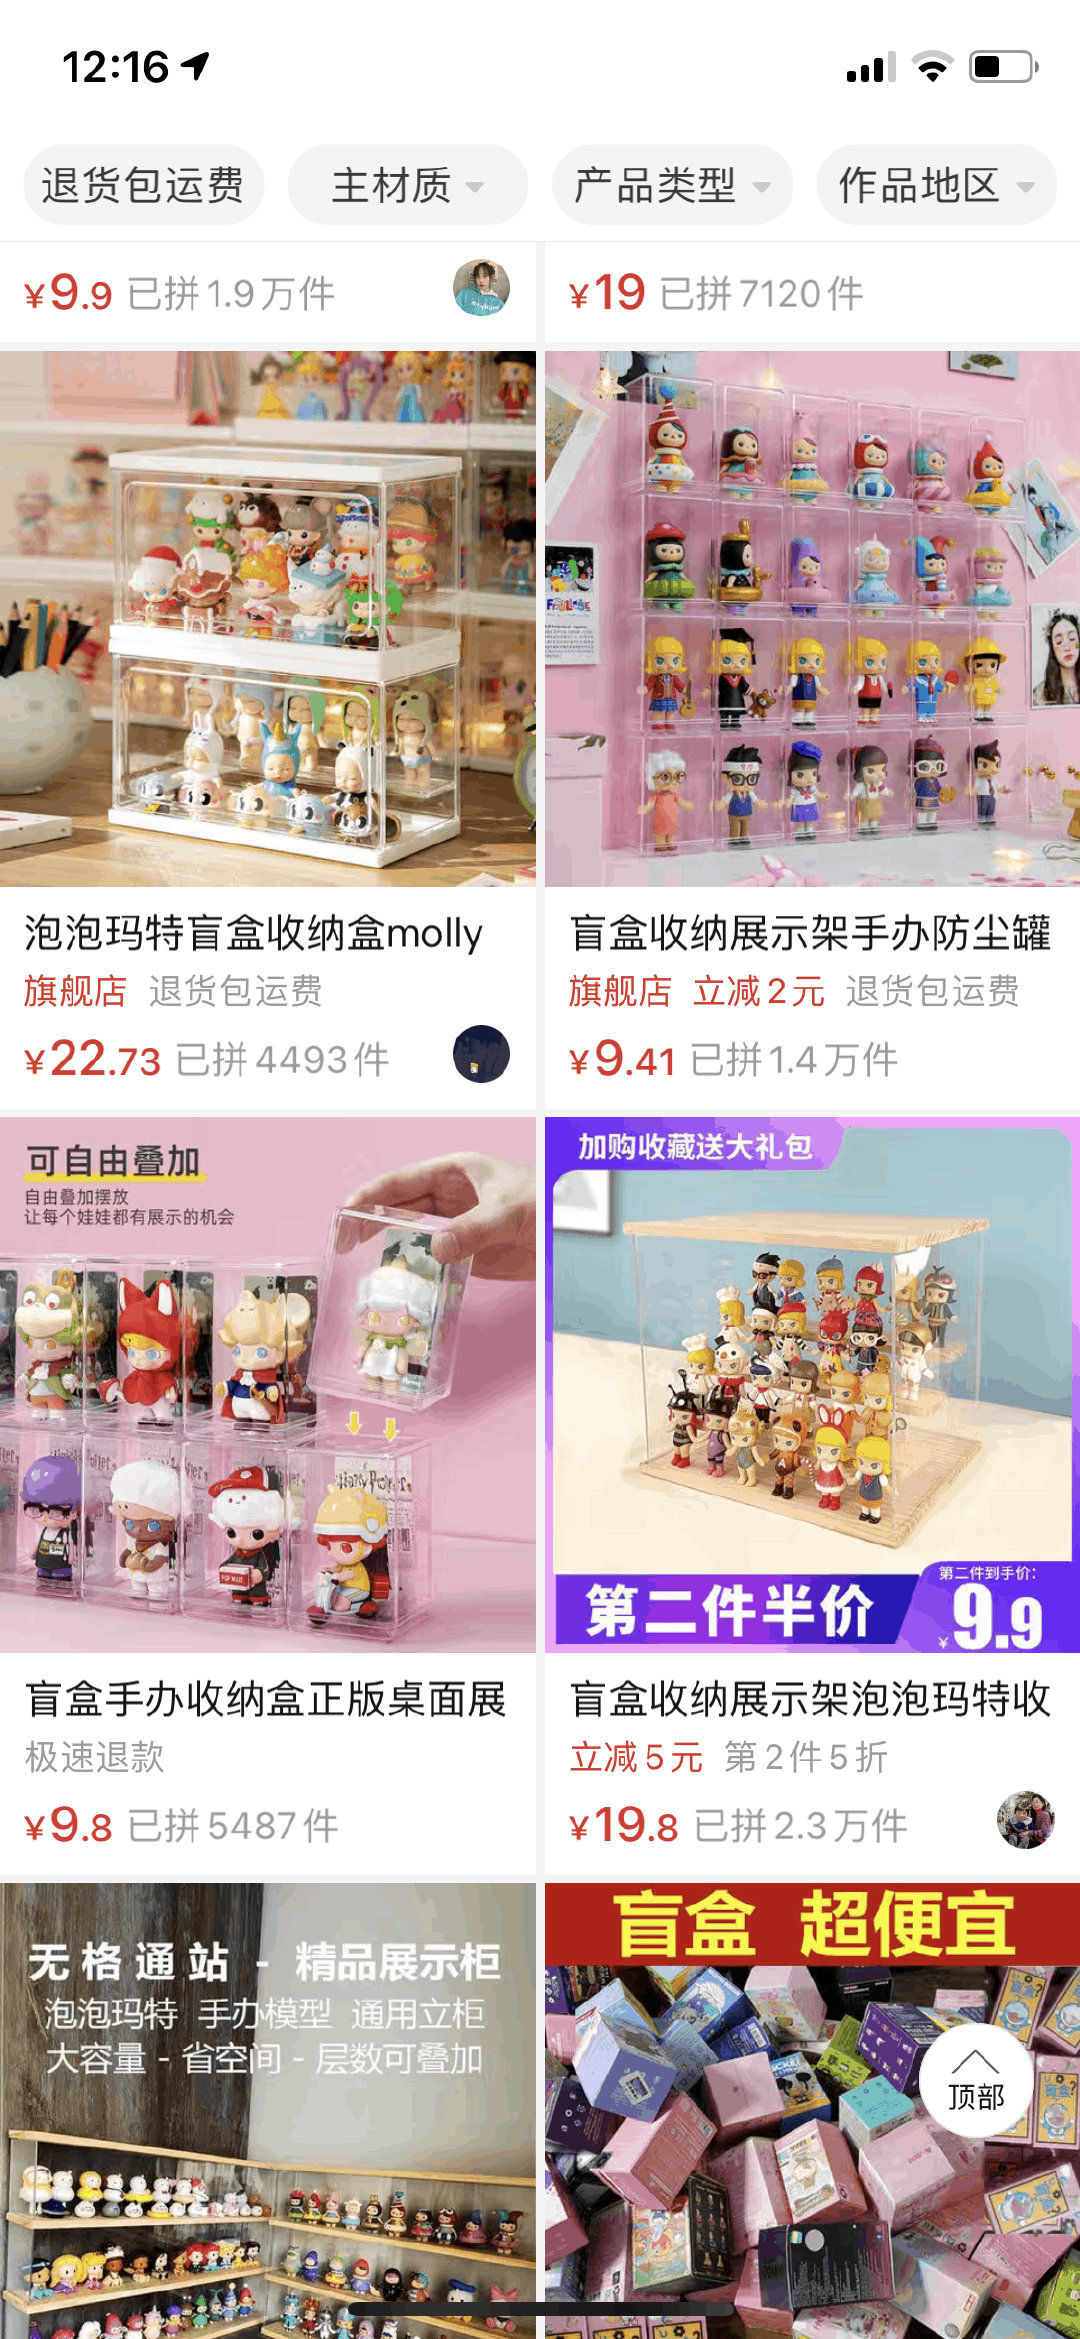 12:16
退货包运费
主材质
产品类型
作品地区
¥9.9 已拼1.9万件
¥19 已拼7120件
泡泡玛特盲盒收纳盒molly
旗舰店 退货包运费
¥22.73 已拼4493件
盲盒收纳展示架手办防尘罐
旗舰店 立减2元 退货包运费
¥9.41 已拼1.4万件
可自由叠加
自由叠加摆放
让每个娃娃都有展示的机会
盲盒手办收纳盒正版桌面展
极速退款
¥9.8 已拼5487件
加购收藏送大礼包
第二件半价
第二件到手价:
¥9.9
盲盒收纳展示架泡泡玛特收
立减5元 第2件5折
¥19.8 已拼2.3万件
无格通站 - 精品展示柜
泡泡玛特 手办模型 通用立柜
大容量 - 省空间 - 层数可叠加
盲盒 超便宜
顶部